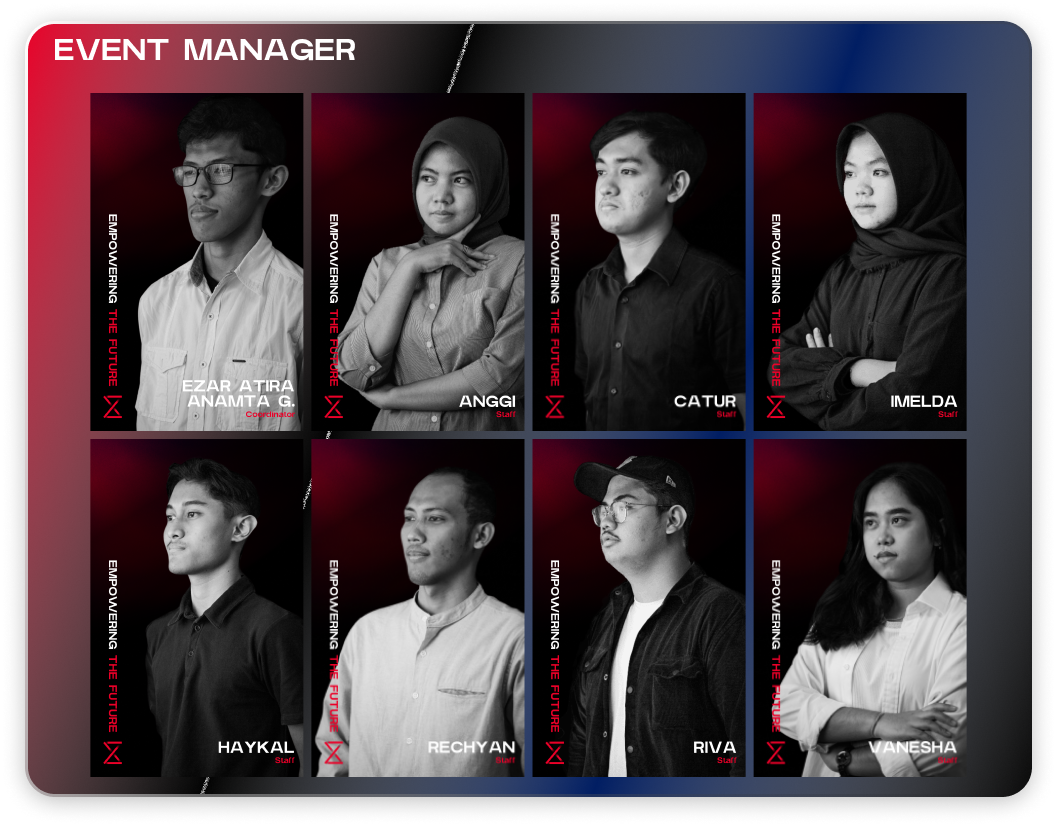 EVENT MANAGER
EMPOWERING THE FUTURE
EZAR ATIRA
ANAMTA G.
Coordinator
EMPOWERING THE FUTURE
ANGGI
Staff
EMPOWERING THE FUTURE
CATUR
Staff
EMPOWERING THE FUTURE
IMELDA
Staff
EMPOWERING THE FUTURE
HAYKAL
Staff
EMPOWERING THE FUTURE
RECHYAN
Staff
EMPOWERING THE FUTURE
RIVA
Staff
EMPOWERING THE FUTURE
VANESHA
Staff